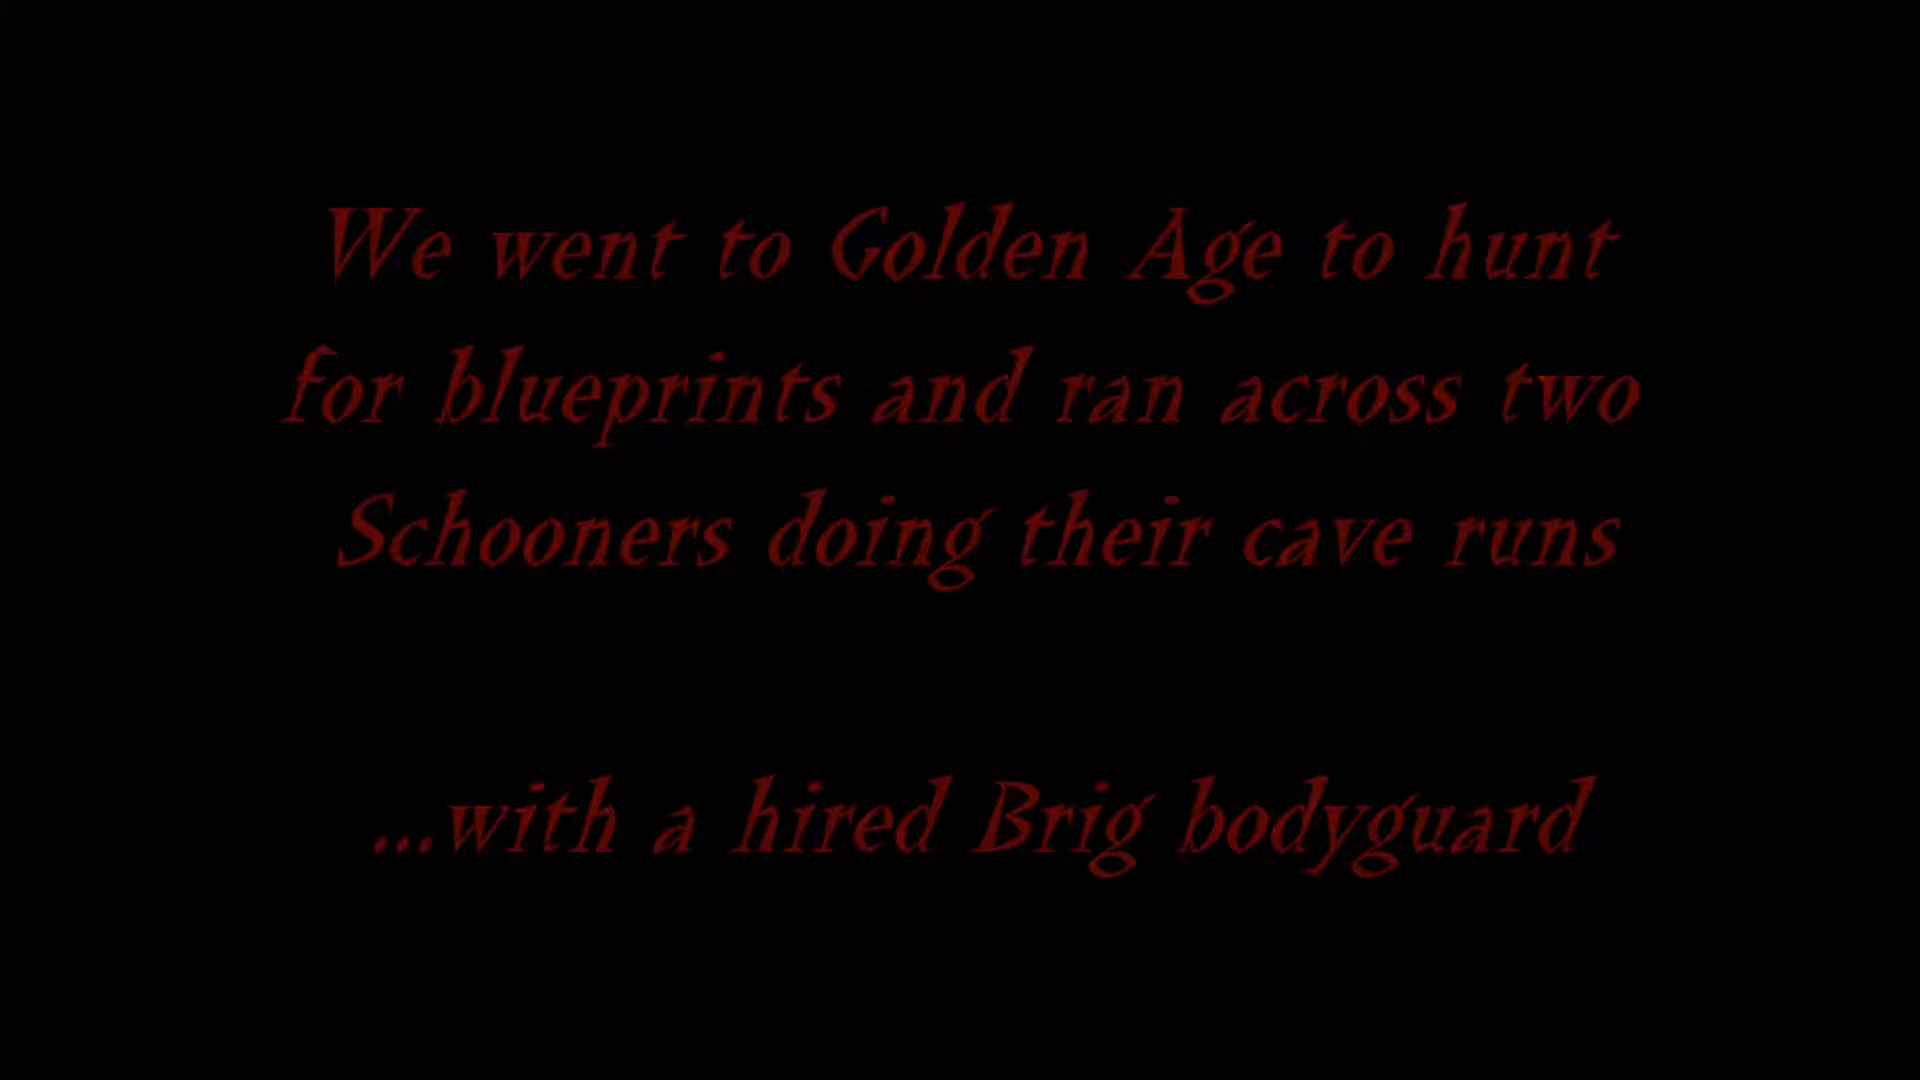 We went to Golden Age to hunt
for blueprints and ran across two
Schooners doing their cave runs
...with a hired Brig bodyguard